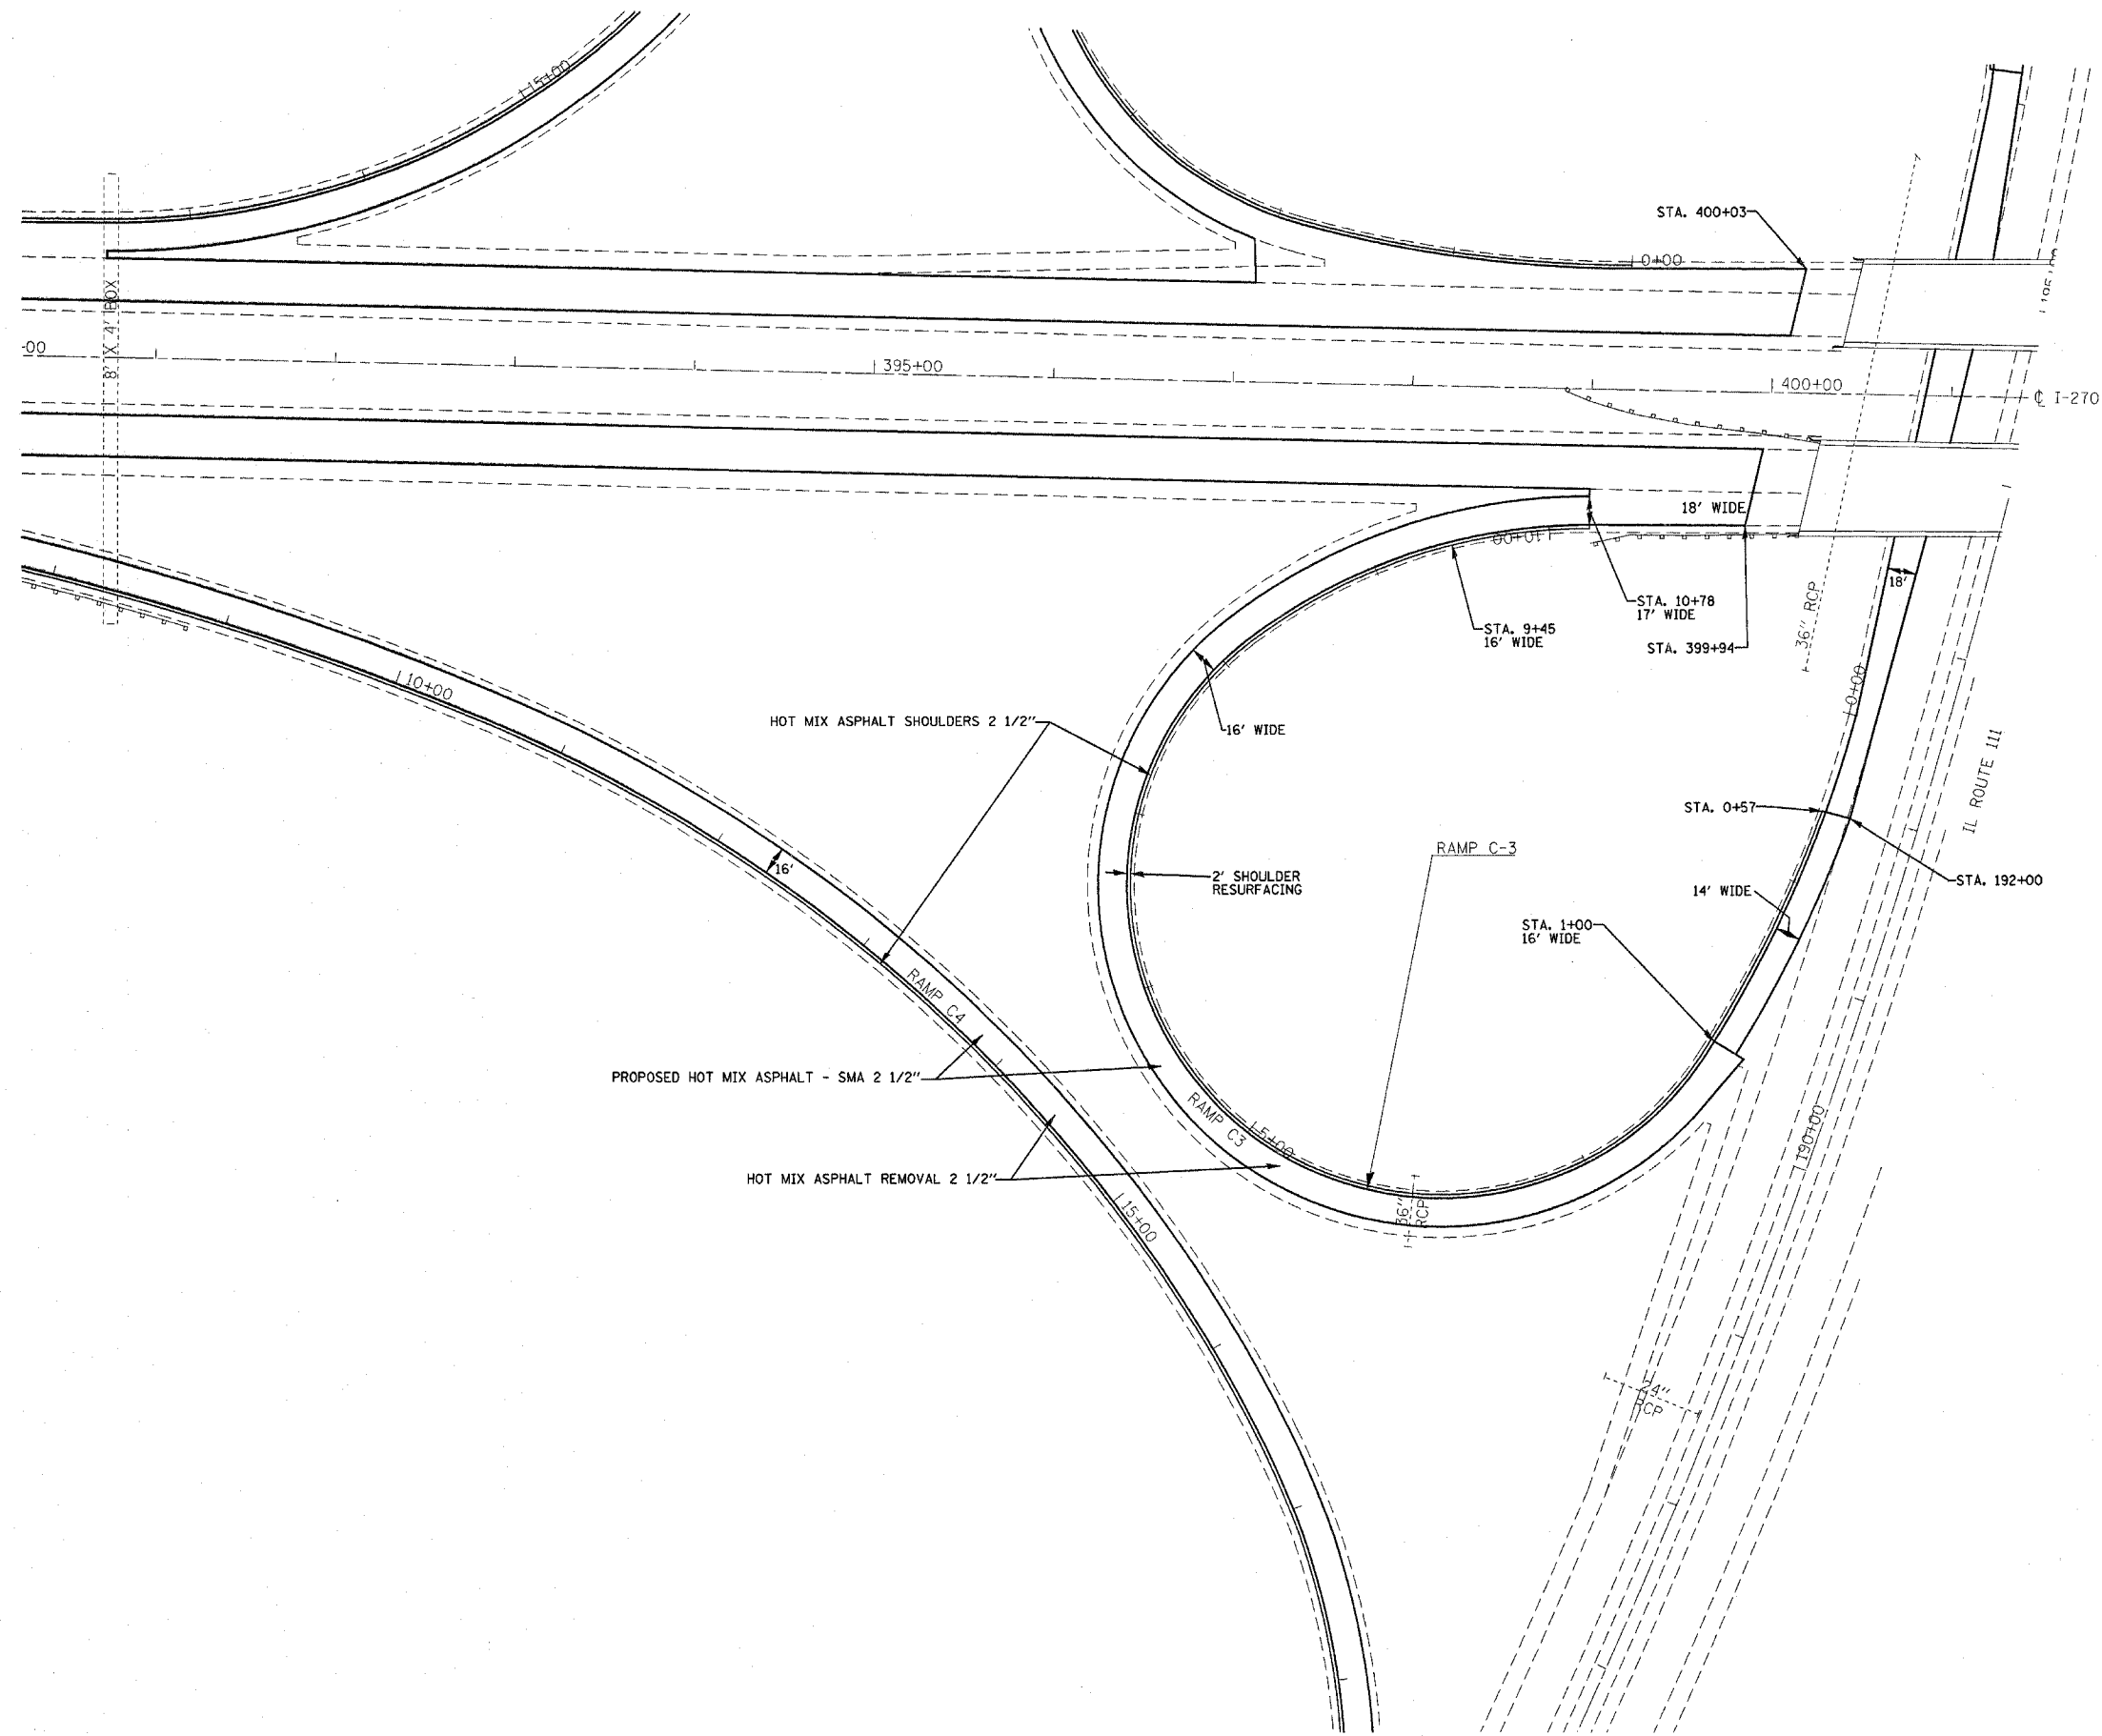 15+00
STA. 400+03
0+00
8' X 4' BOX
-00
395+00
400+00
℄ I-270
18' WIDE
10+00
STA. 10+78
17' WIDE
STA. 9+45
16' WIDE
STA. 399+94
36" RCP
18'
0+00
10+00
HOT MIX ASPHALT SHOULDERS 2 1/2"
16' WIDE
IL ROUTE 111
STA. 0+57
RAMP C-3
16'
2' SHOULDER
RESURFACING
14' WIDE
STA. 192+00
STA. 1+00
16' WIDE
RAMP C4
PROPOSED HOT MIX ASPHALT - SMA 2 1/2"
RAMP C3
5+00
190+00
HOT MIX ASPHALT REMOVAL 2 1/2"
15+00
36"
RCP
24"
RCP